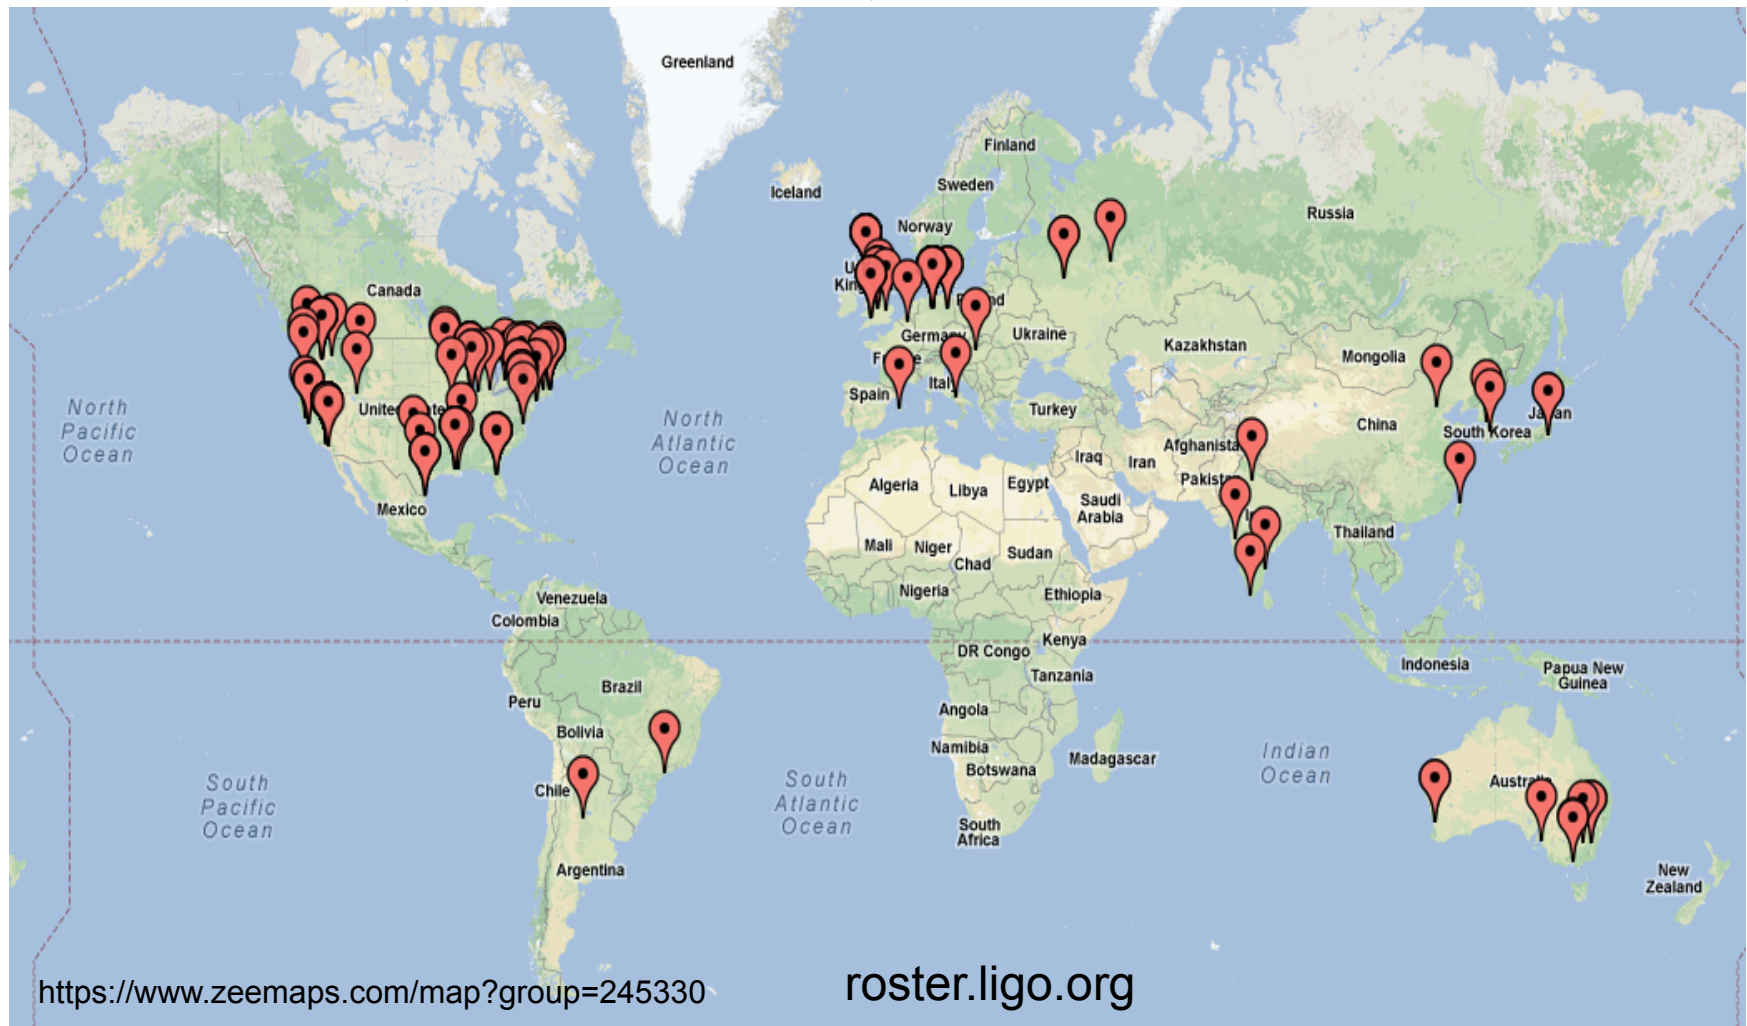 Greenland
Finland
Iceland
Sweden
Russia
Norway
Canada
Ukraine
Germany
Kazakhstan
Mongolia
Spain
Turkey
North
Pacific
Ocean
North
Atlantic
Ocean
China
South Korea
Iraq
Iran
Algeria
Libya
Egypt
Saudi
Arabia
Mexico
Thailand
Mali
Niger
Sudan
Chad
Nigeria
Ethiopia
Venezuela
Colombia
Kenya
DR Congo
Indonesia
Papua New
Guinea
Tanzania
Brazil
Peru
Angola
Bolivia
Namibia
Madagascar
Botswana
Indian
Ocean
South
Pacific
Ocean
South
Atlantic
Ocean
Chile
South
Africa
Argentina
New
Zealand
https://www.zeemaps.com/map?group=245330
roster.ligo.org